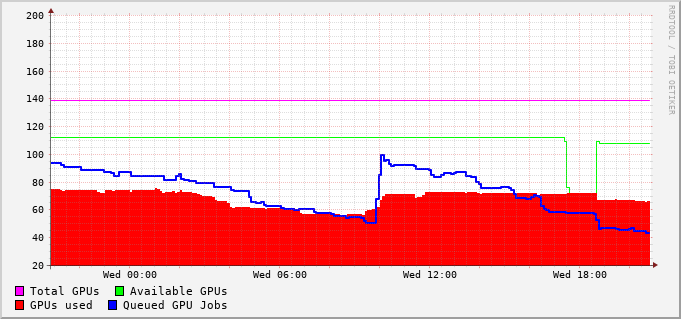 200
180
160
140
120
100
80
60
40
20
Wed 00:00 Wed 06:00 Wed 12:00 Wed 18:00
Total GPUs Available GPUs
GPUs used Queued GPU Jobs
RRDTOOL / TOBI OETIKER